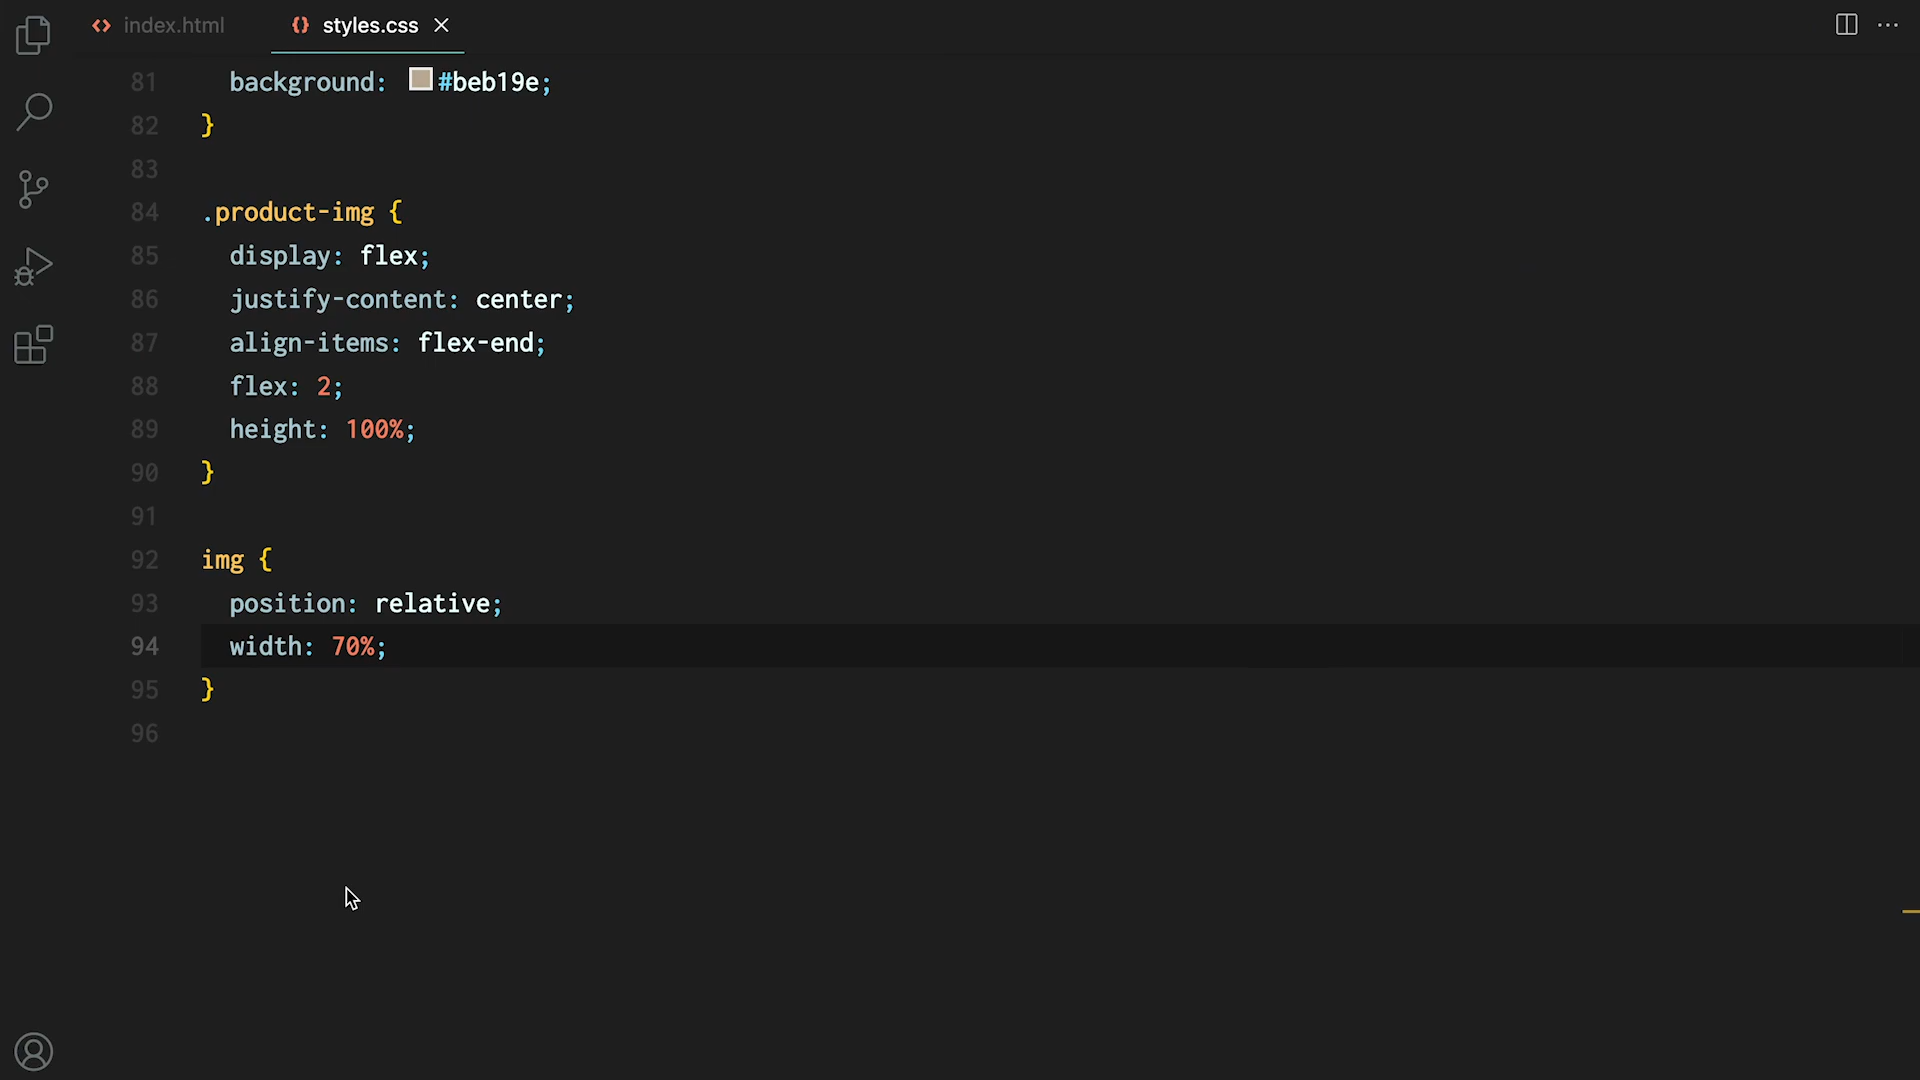 index.html styles.css
81 background: #beb19e;
82 }
83
84 .product-img {
85 display: flex;
86 justify-content: center;
87 align-items: flex-end;
88 flex: 2;
89 height: 100%;
90 }
91
92 img {
93 position: relative;
94 width: 70%;
95 }
96